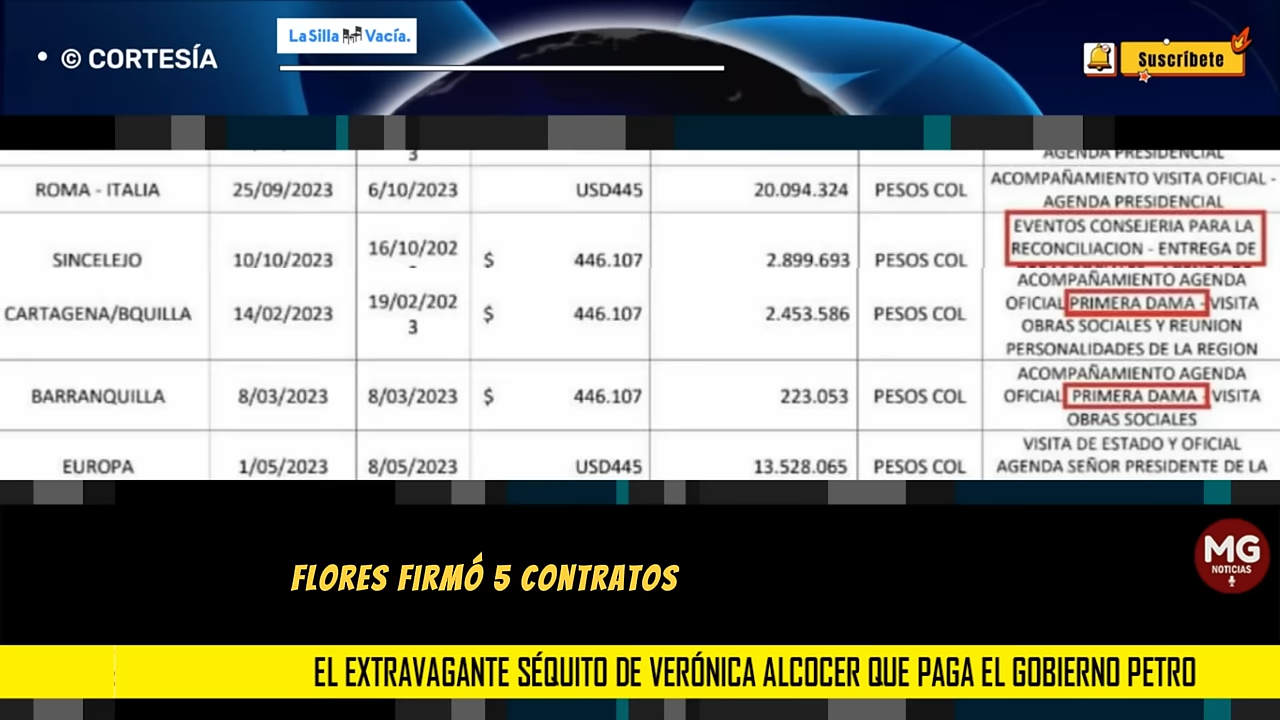 • © CORTESÍA
La Silla Vacía.
Suscríbete
3
AGENDA PRESIDENCIAL
ROMA - ITALIA 25/09/2023 6/10/2023 USD445 20.094.324 PESOS COL ACOMPAÑAMIENTO VISITA OFICIAL -
AGENDA PRESIDENCIAL
EVENTOS CONSEJERIA PARA LA
SINCELEJO 10/10/2023 16/10/202 $ 446.107 2.899.693 PESOS COL RECONCILIACION - ENTREGA DE
ACOMPAÑAMIENTO AGENDA
CARTAGENA/BQUILLA 14/02/2023 19/02/202 $ 446.107 2.453.586 PESOS COL OFICIAL PRIMERA DAMA - VISITA
3 OBRAS SOCIALES Y REUNION
PERSONALIDADES DE LA REGION
ACOMPAÑAMIENTO AGENDA
BARRANQUILLA 8/03/2023 8/03/2023 $ 446.107 223.053 PESOS COL OFICIAL PRIMERA DAMA - VISITA
OBRAS SOCIALES
VISITA DE ESTADO Y OFICIAL
EUROPA 1/05/2023 8/05/2023 USD445 13.528.065 PESOS COL AGENDA SEÑOR PRESIDENTE DE LA
FLORES FIRMÓ 5 CONTRATOS
MG
NOTICIAS
EL EXTRAVAGANTE SÉQUITO DE VERÓNICA ALCOCER QUE PAGA EL GOBIERNO PETRO